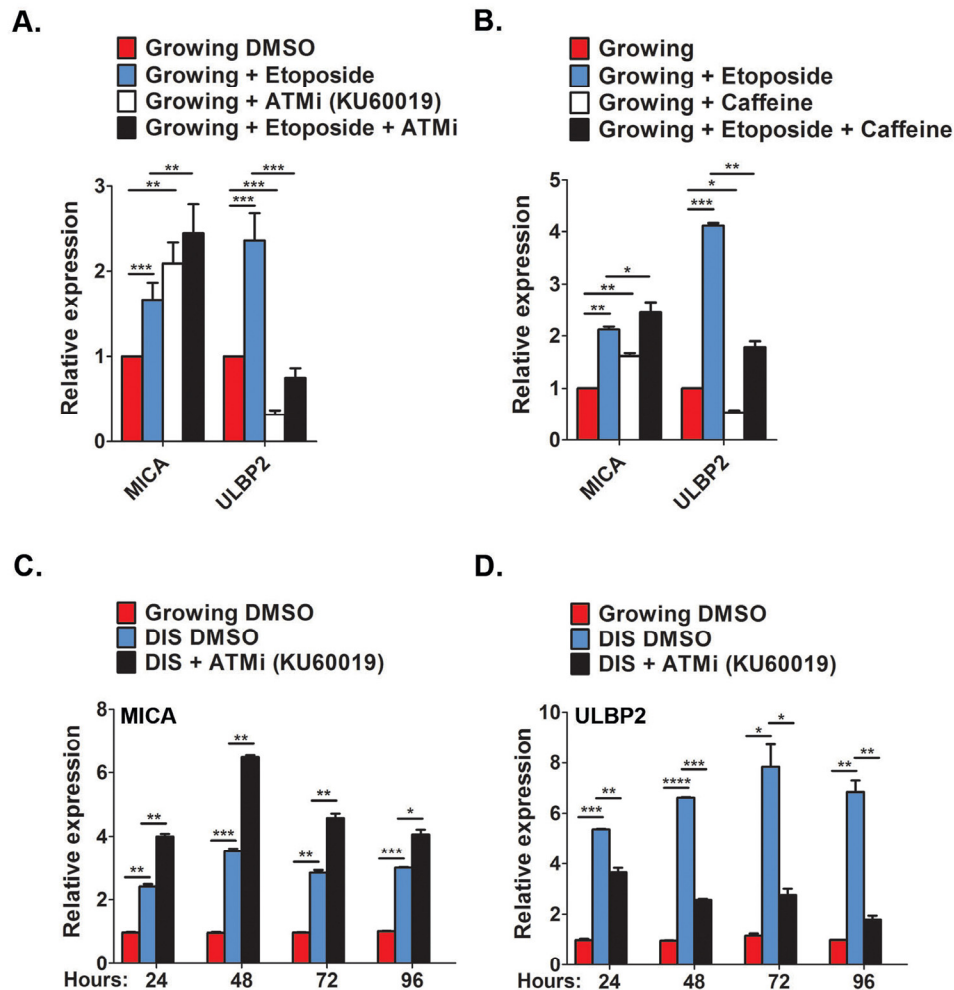 A.
Growing DMSO
Growing + Etoposide
Growing + ATMi (KU60019)
Growing + Etoposide + ATMi
Relative expression
3
2
1
0
** ***
** ***
*** ***
MICA
ULBP2
B.
Growing
Growing + Etoposide
Growing + Caffeine
Growing + Etoposide + Caffeine
Relative expression
5
4
3
2
1
0
**
*
***
*
**
**
MICA
ULBP2
C.
Growing DMSO
DIS DMSO
DIS + ATMi (KU60019)
MICA
Relative expression
8
6
4
2
0
** ** ** *
** *** ** ***
Hours: 24 48 72 96
D.
Growing DMSO
DIS DMSO
DIS + ATMi (KU60019)
ULBP2
Relative expression
10
8
6
4
2
0
** *** * **
*** **** * **
Hours: 24 48 72 96